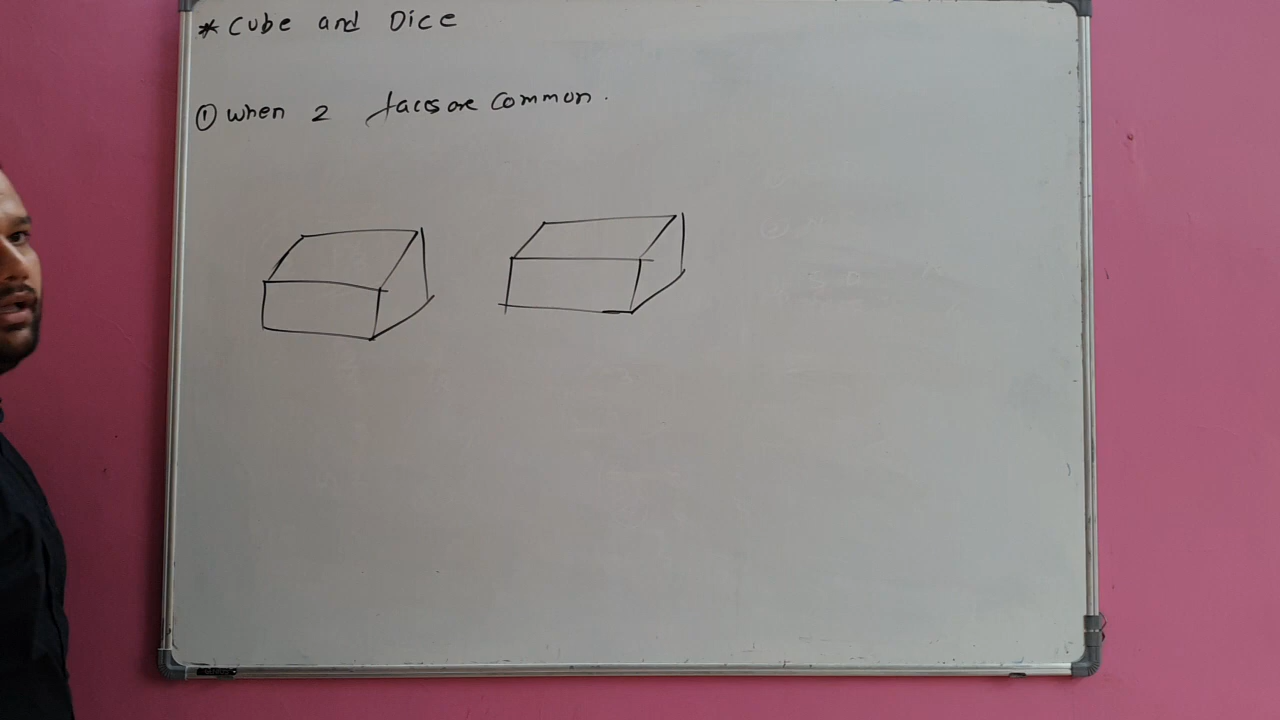 * Cube and Dice
① When 2 faces are common.